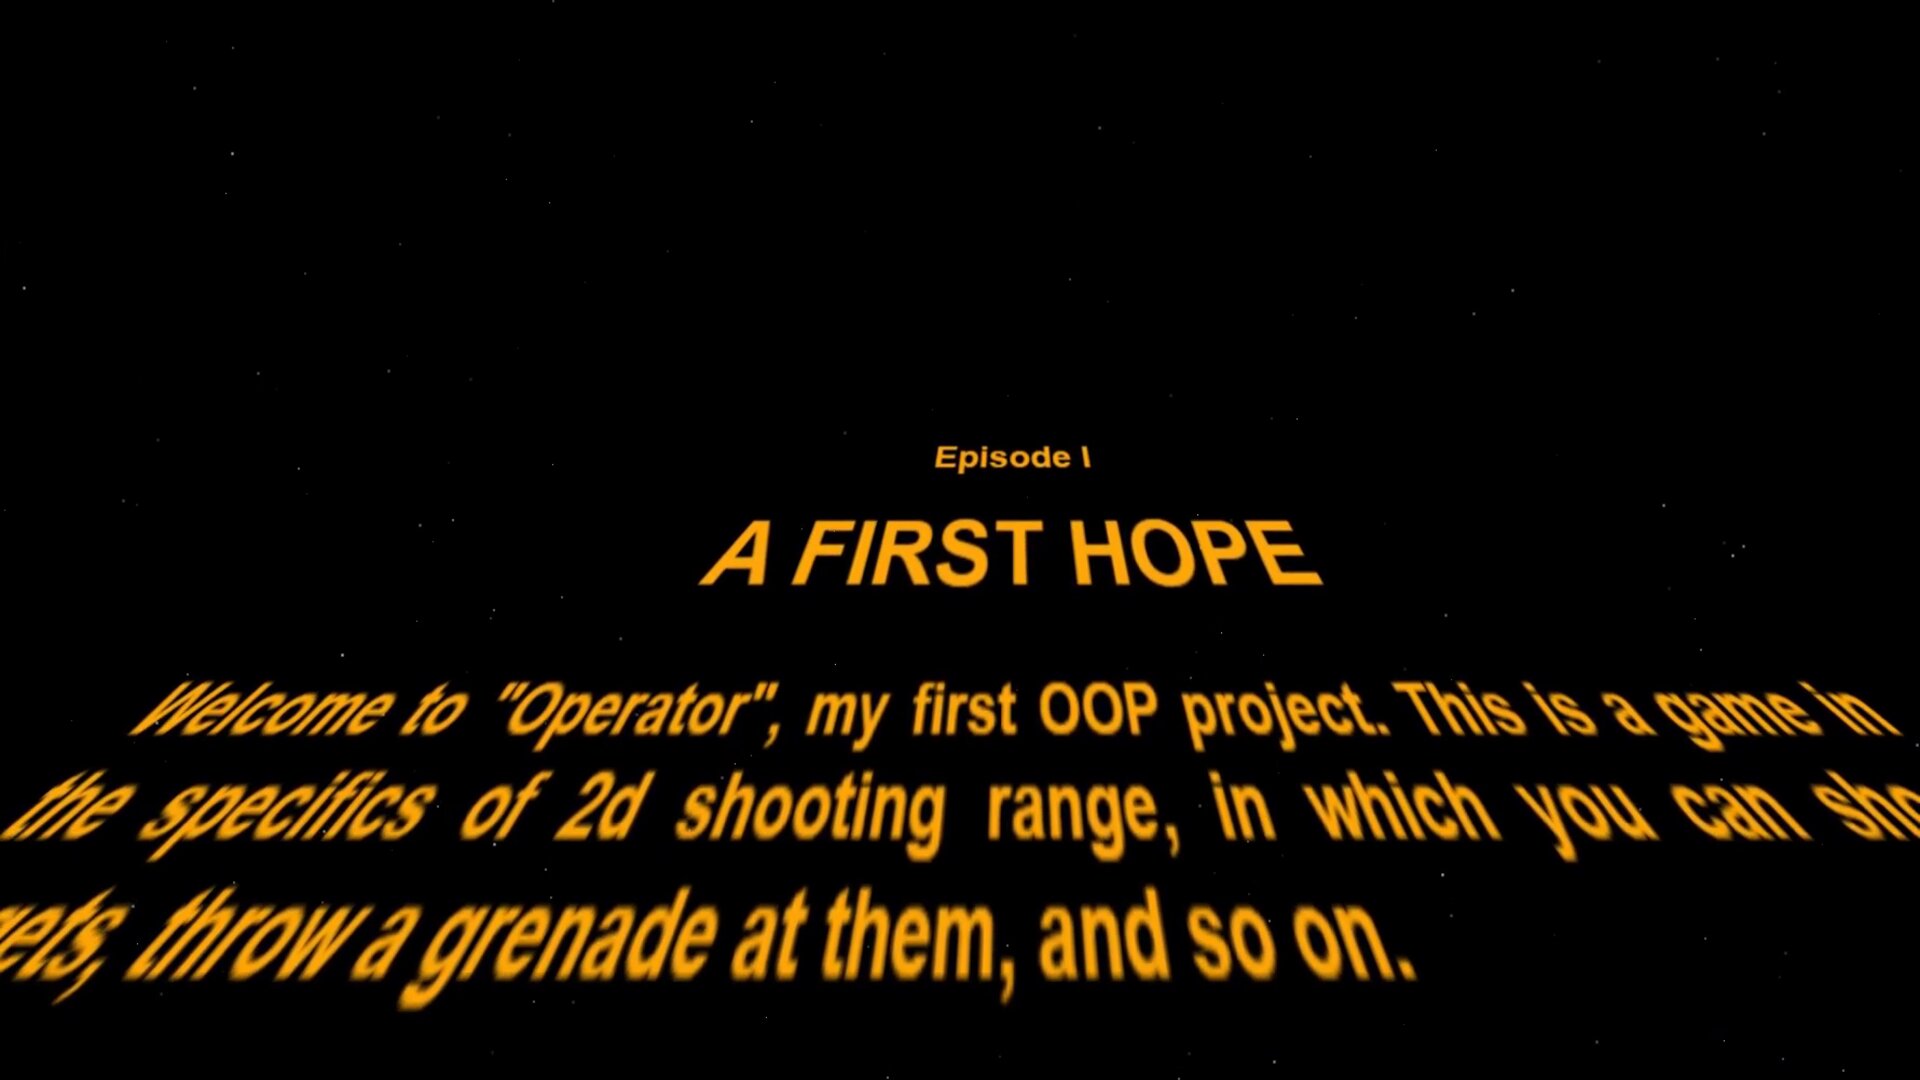 Episode I
A FIRST HOPE
Welcome to "Operator", my first OOP project. This is a game in
the specifics of 2d shooting range, in which you can
throw a grenade at them, and so on.